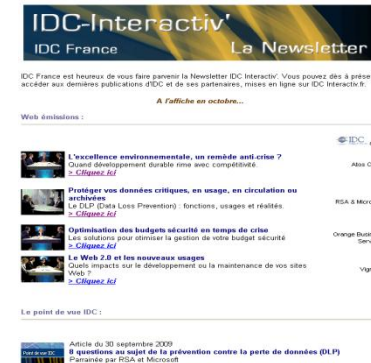 IDC-Interactiv'
IDC France
La Newsletter
IDC France est heureux de vous faire parvenir la Newsletter IDC Interactiv'. Vous pouvez dès à prése
accéder aux dernières publications d'IDC et de ses partenaires, mises en ligne sur IDC Interactiv.fr.
A l'affiche en octobre...
Web émissions :
IDC
L'excellence environnementale, un remède anti-crise ?
Quand développement durable rime avec compétitivité.
> Cliquez ici
Atos O
Protéger vos données critiques, en usage, en circulation ou
archivées
Le DLP (Data Loss Prevention) : fonctions, usages et réalités.
> Cliquez ici
RSA & Micro
Optimisation des budgets sécurité en temps de crise
Les solutions pour otimiser la gestion de votre budget sécurité
> Cliquez ici
Orange Busi
Serv
Le Web 2.0 et les nouveaux usages
Quels impacts sur le développement ou la maintenance de vos sites
Web ?
> Cliquez ici
Vign
Le point de vue IDC :
Point de vue IDC
Article du 30 septembre 2009
8 questions au sujet de la prévention contre la perte de données (DLP)
Parrainée par RSA et Microsoft